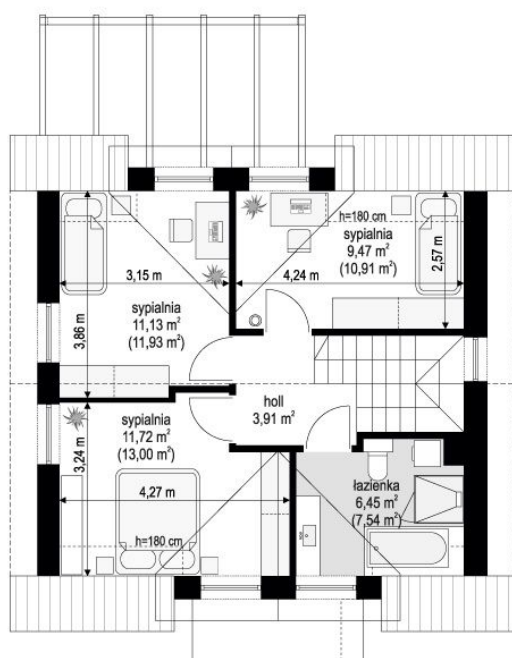 h=180 cm
sypialnia
9,47 m²
(10,91 m²)
2,57 m
3,15 m
4,24 m
sypialnia
11,13 m²
(11,93 m²)
3,86 m
holl
3,91 m²
sypialnia
11,72 m²
(13,00 m²)
3,24 m
4,27 m
h=180 cm
łazienka
6,45 m²
(7,54 m²)